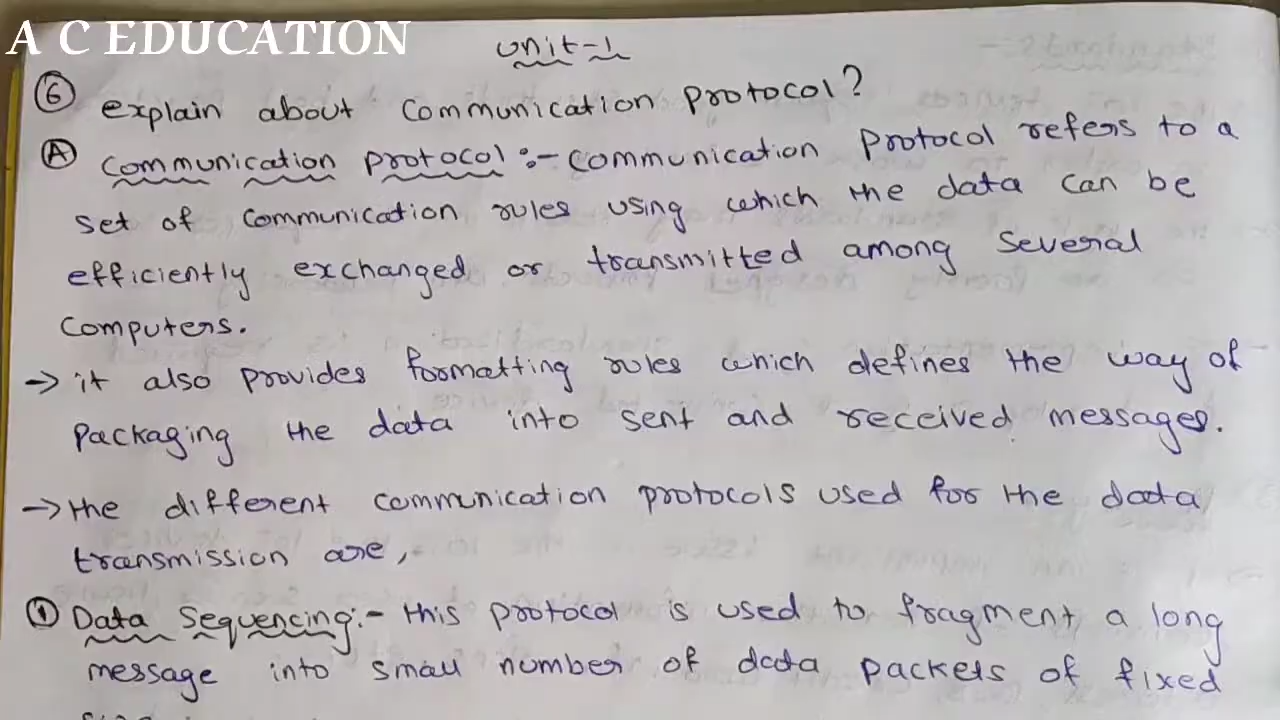 A C EDUCATION
Unit-1
6 explain about communication protocol?
A communication protocol :- communication protocol refers to a
set of communication rules using which the data can be
efficiently exchanged or transmitted among several
computers.
→ it also provides formatting rules which defines the way of
packaging the data into sent and received messages.
→ the different communication protocols used for the data
transmission are,
1 Data Sequencing:- this protocol is used to fragment a long
message into small number of data packets of fixed